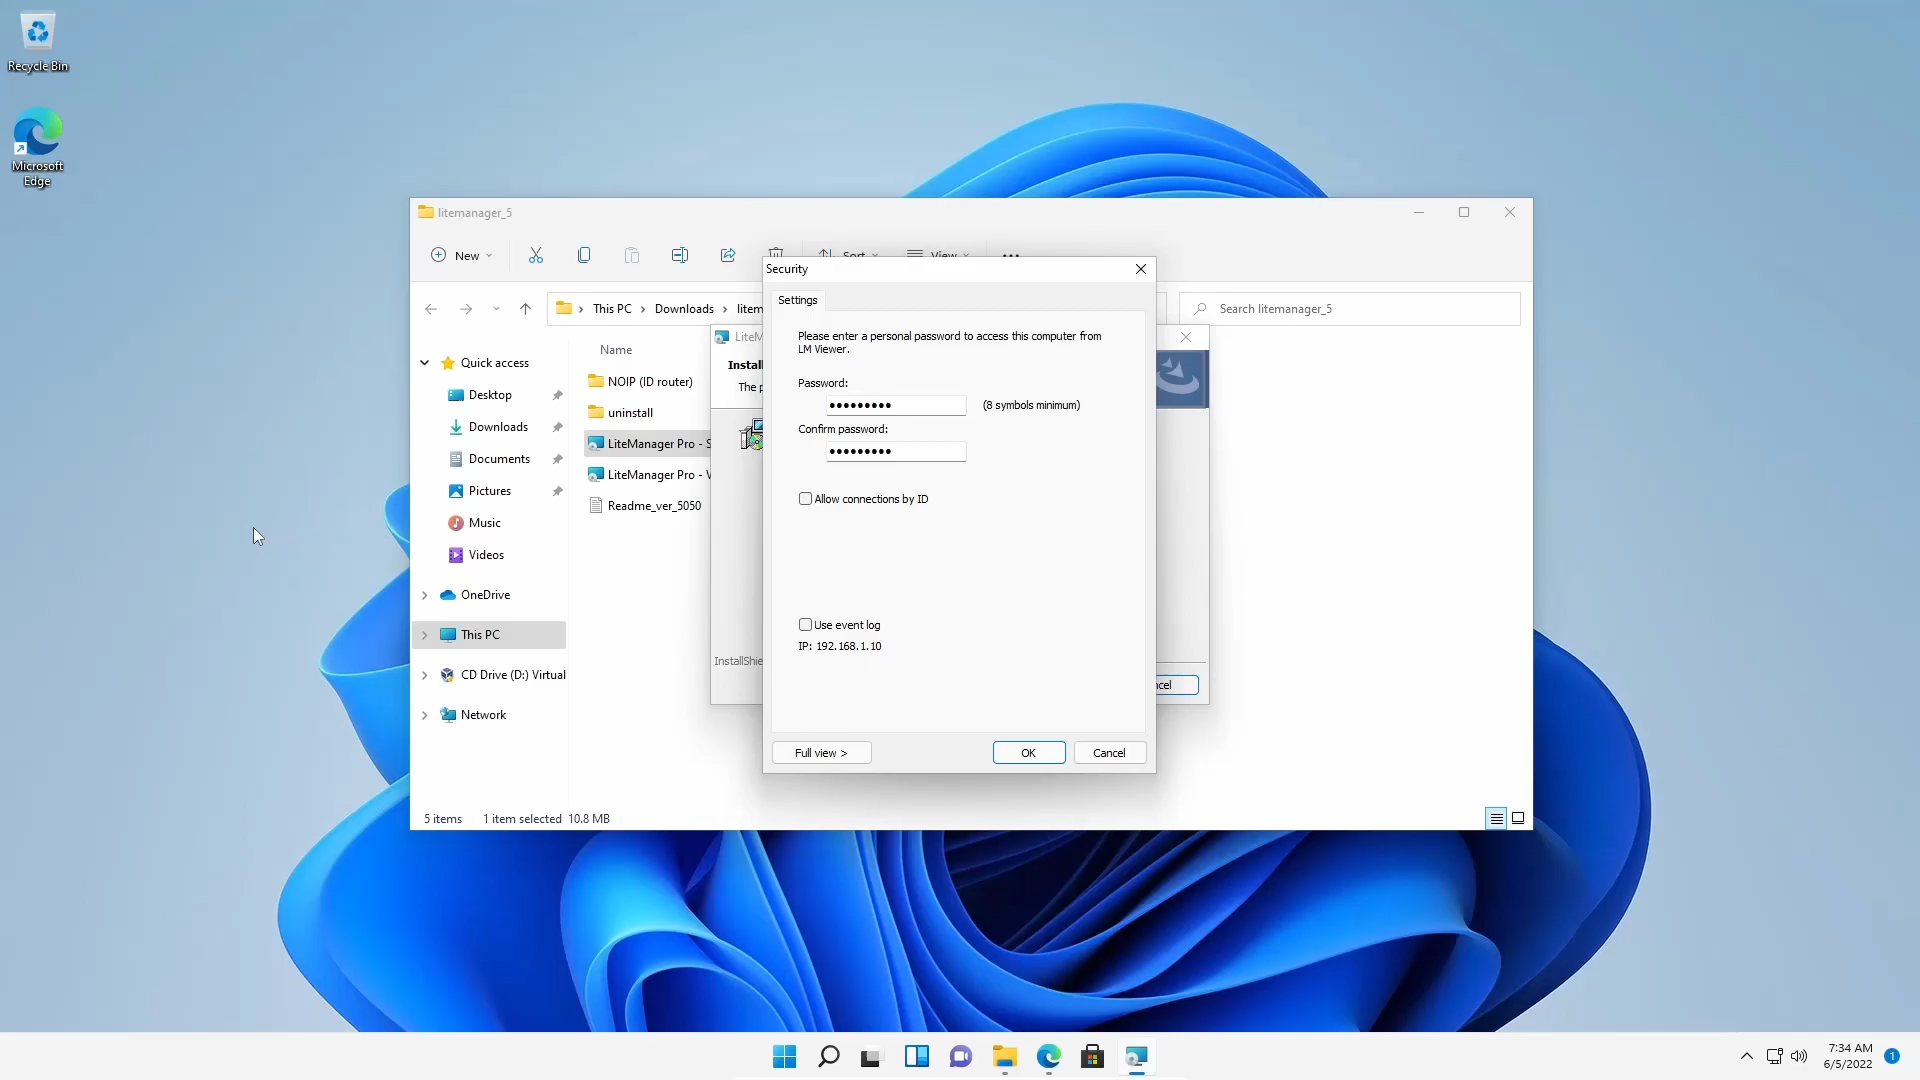 Recycle Bin
Microsoft
Edge
litemanager_5
New
Sort
View
This PC
Downloads
litem
Search litemanager_5
Quick access
Desktop
Downloads
Documents
Pictures
Music
Videos
OneDrive
This PC
CD Drive (D:) Virtual
Network
Name
NOIP (ID router)
uninstall
LiteManager Pro - S
LiteManager Pro - V
Readme_ver_5050
5 items
1 item selected 10.8 MB
LiteM
Install
The p
InstallShie
ncel
Security
Settings
Please enter a personal password to access this computer from
LM Viewer.
Password:
●●●●●●●●●
(8 symbols minimum)
Confirm password:
●●●●●●●●●
Allow connections by ID
Use event log
IP: 192.168.1.10
Full view >
OK
Cancel
7:34 AM
6/5/2022
1